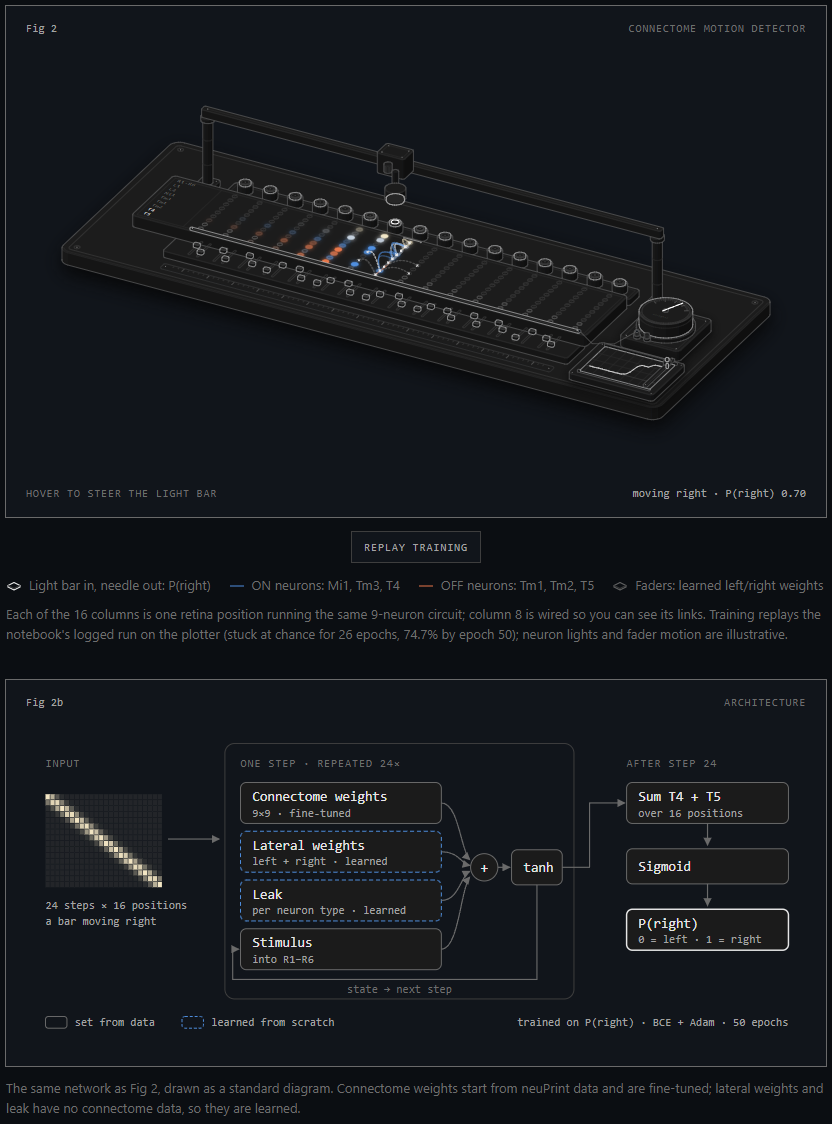 Fig 2
CONNECTOME MOTION DETECTOR
HOVER TO STEER THE LIGHT BAR
moving right · P(right) 0.70
REPLAY TRAINING
Light bar in, needle out: P(right)
ON neurons: Mi1, Tm3, T4
OFF neurons: Tm1, Tm2, T5
Faders: learned left/right weights
Each of the 16 columns is one retina position running the same 9-neuron circuit; column 8 is wired so you can see its links. Training replays the
notebook's logged run on the plotter (stuck at chance for 26 epochs, 74.7% by epoch 50); neuron lights and fader motion are illustrative.
Fig 2b
ARCHITECTURE
INPUT
24 steps × 16 positions
a bar moving right
ONE STEP · REPEATED 24×
Connectome weights
9×9 · fine-tuned
Lateral weights
left + right · learned
Leak
per neuron type · learned
Stimulus
into R1–R6
+
tanh
state → next step
AFTER STEP 24
Sum T4 + T5
over 16 positions
Sigmoid
P(right)
0 = left · 1 = right
set from data
learned from scratch
trained on P(right) · BCE + Adam · 50 epochs
The same network as Fig 2, drawn as a standard diagram. Connectome weights start from neuPrint data and are fine-tuned; lateral weights and
leak have no connectome data, so they are learned.